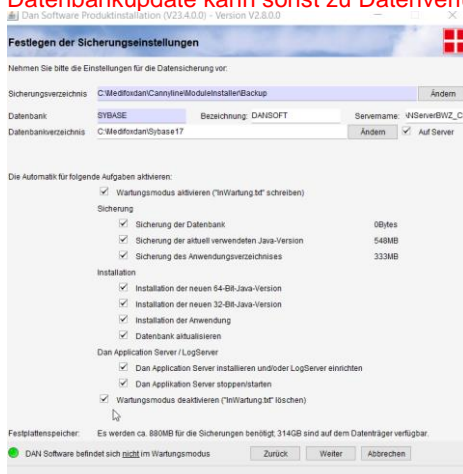 Datenbankupdate kann sonst zu Datenver
Dan Software Produktinstallation (V23.4.0.0) - Version V2.8.0.0
Festlegen der Sicherungseinstellungen
Nehmen Sie bitte die Einstellungen für die Datensicherung vor:
Sicherungsverzeichnis C:\Medifoxdan\Cannyline\ModuleInstaller\Backup Ändern
Datenbank SYBASE Bezeichnung: DANSOFT Servername: \NServerBWZ_C
Datenbankverzeichnis C:\Medifoxdan\Sybase17 Ändern Auf Server
Die Automatik für folgende Aufgaben aktivieren:
Wartungsmodus aktivieren ("InWartung.txt" schreiben)
Sicherung
Sicherung der Datenbank 0Bytes
Sicherung der aktuell verwendeten Java-Version 548MB
Sicherung des Anwendungsverzeichnises 333MB
Installation
Installation der neuen 64-Bit-Java-Version
Installation der neuen 32-Bit-Java-Version
Installation der Anwendung
Datenbank aktualisieren
Dan Application Server / LogServer
Dan Application Server installieren und/oder LogServer einrichten
Dan Applikation Server stoppen/starten
Wartungsmodus deaktivieren ("InWartung.txt" löschen)
Festplattenspeicher: Es werden ca. 880MB für die Sicherungen benötigt; 314GB sind auf dem Datenträger verfügbar.
DAN Software befindet sich nicht im Wartungsmodus Zurück Weiter Abbrechen